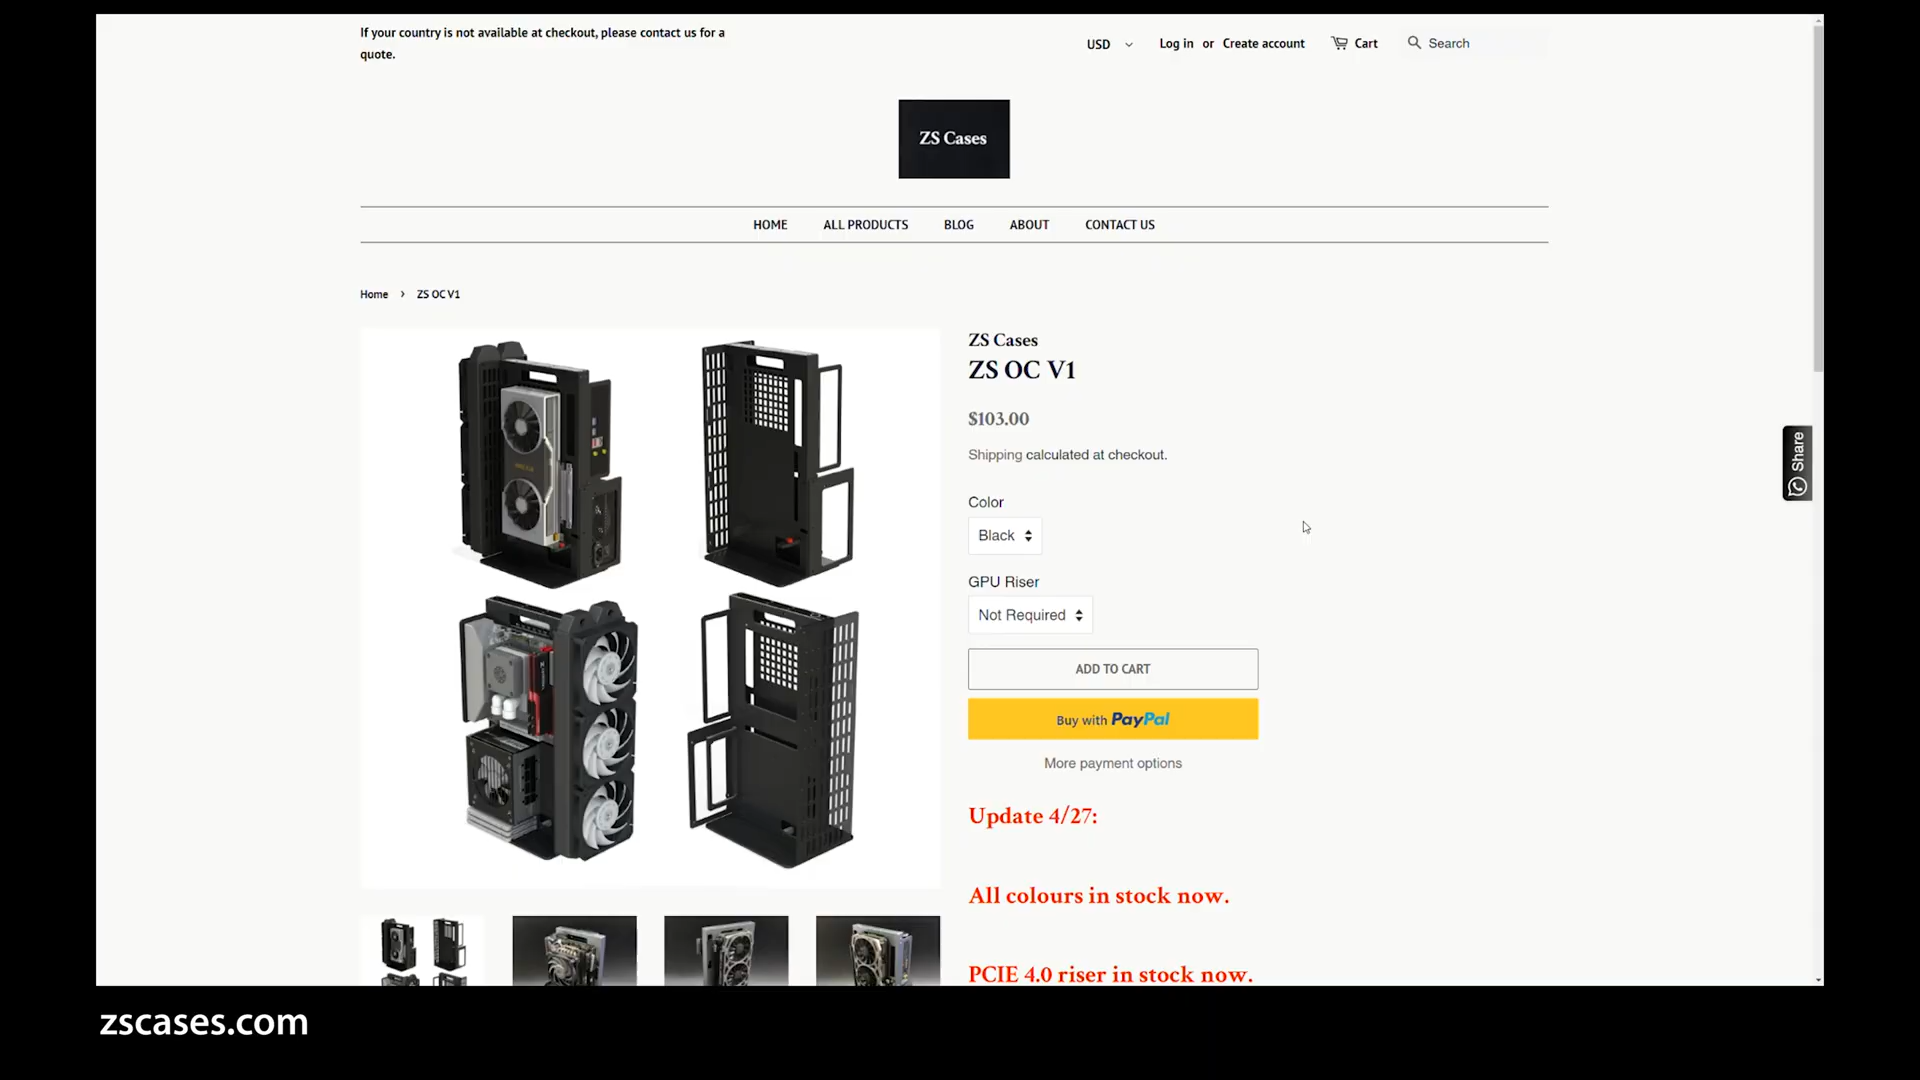 If your country is not available at checkout, please contact us for a
quote.
USD
Log in or Create account
Cart
Search
ZS Cases
HOME
ALL PRODUCTS
BLOG
ABOUT
CONTACT US
Home › ZS OC V1
ZS Cases
ZS OC V1
$103.00
Shipping calculated at checkout.
Color
Black
GPU Riser
Not Required
ADD TO CART
Buy with PayPal
More payment options
Update 4/27:
All colours in stock now.
PCIE 4.0 riser in stock now.
Share
zscases.com